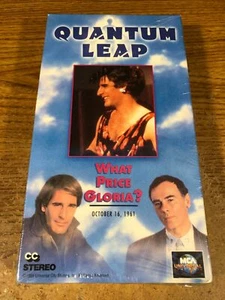 QUANTUM
LEAP
WHAT
PRICE
GLORIA?
OCTOBER 16, 1961
CC
STEREO
MCA